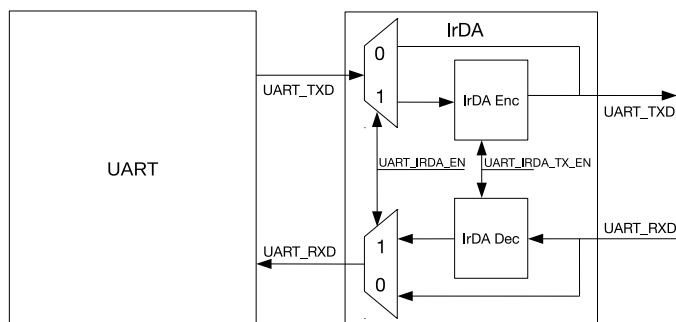 IrDA
0
UART_TXD
1
IrDA Enc
UART_TXD
UART_IRDA_EN
UART_IRDA_TX_EN
UART
UART_RXD
1
IrDA Dec
UART_RXD
0